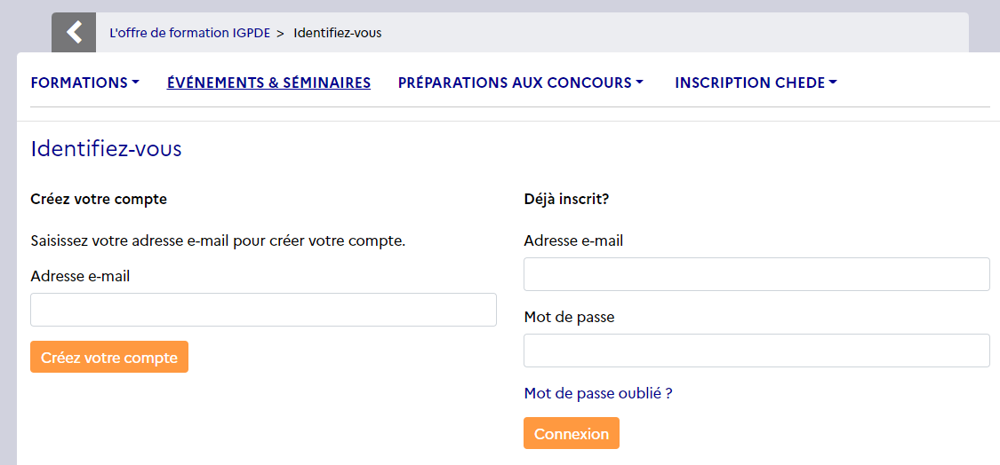 L'offre de formation IGPDE > Identifiez-vous
FORMATIONS ÉVÉNEMENTS & SÉMINAIRES PRÉPARATIONS AUX CONCOURS INSCRIPTION CHEDE
Identifiez-vous
Créez votre compte
Saisissez votre adresse e-mail pour créer votre compte.
Adresse e-mail
Créez votre compte
Déjà inscrit?
Adresse e-mail
Mot de passe
Mot de passe oublié ?
Connexion